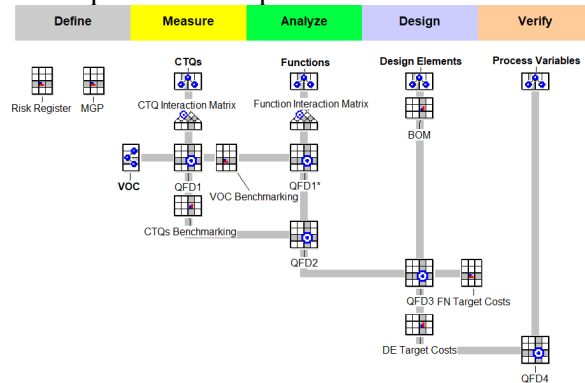 Define Measure Analyze Design Verify
CTQs Functions Design Elements Process Variables
Risk Register MGP CTQ Interaction Matrix Function Interaction Matrix
BOM
VOC QFD1 VOC Benchmarking QFD1*
CTQs Benchmarking
QFD2
QFD3 FN Target Costs
DE Target Costs
QFD4